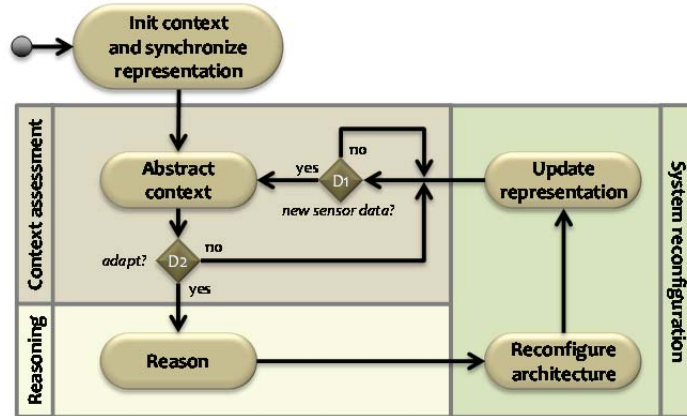 Init context
and synchronize
representation
Context assessment
Abstract
context
yes
no
D1
new sensor data?
Update
representation
System reconfiguration
adapt?
D2
no
yes
Reasoning
Reason
Reconfigure
architecture